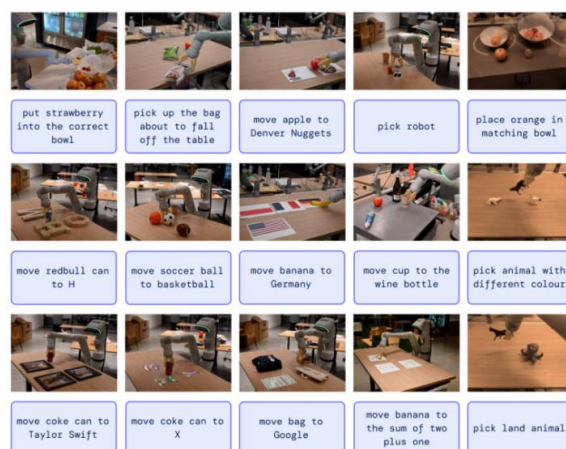 put strawberry
into the correct
bowl
pick up the bag
about to fall
off the table
move apple to
Denver Nuggets
pick robot
place orange in
matching bowl
move redbull can
to H
move soccer ball
to basketball
move banana to
Germany
move cup to the
wine bottle
pick animal with
different colour
move coke can to
Taylor Swift
move coke can to
X
move bag to
Google
move banana to
the sum of two
plus one
pick land animal